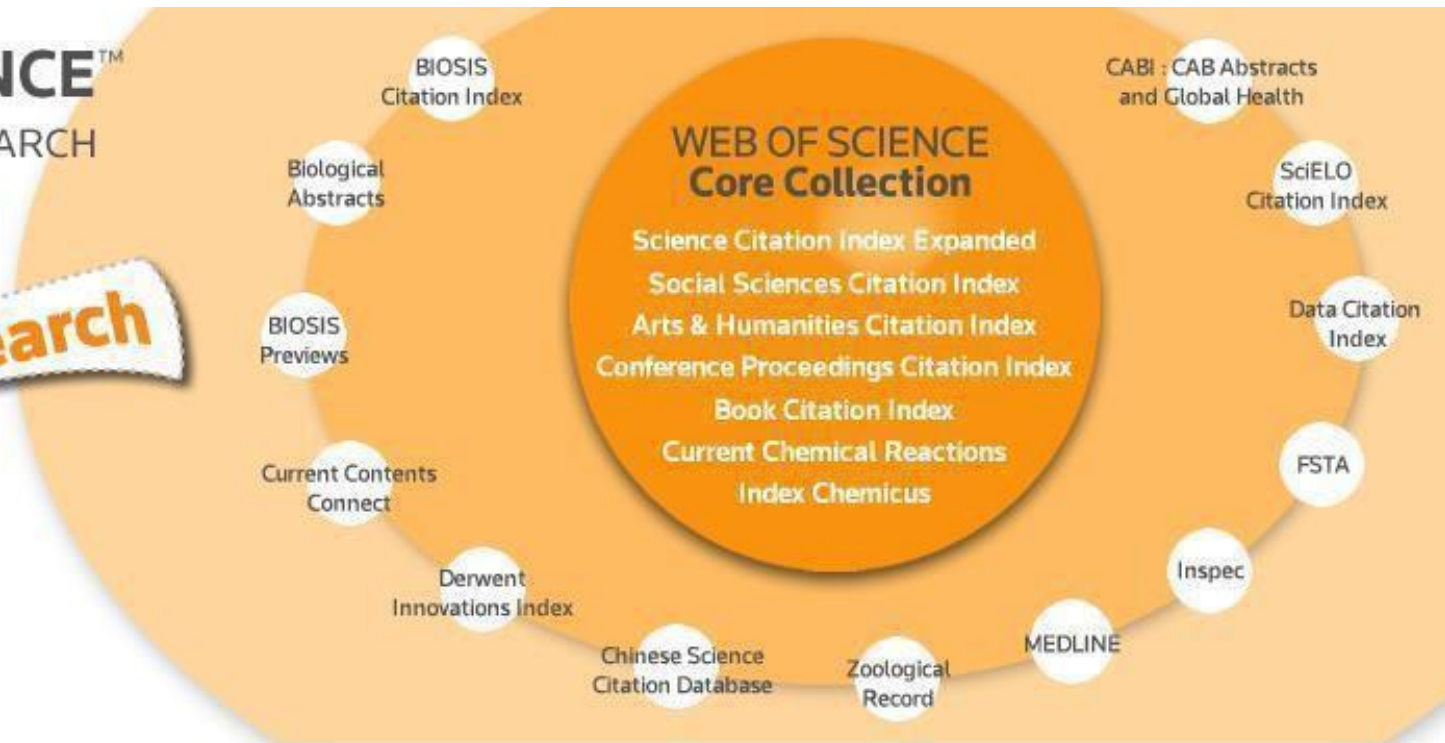 NCE™
ARCH
earch
BIOSIS
Citation Index
Biological
Abstracts
BIOSIS
Previews
Current Contents
Connect
Derwent
Innovations Index
Chinese Science
Citation Database
Zoological
Record
MEDLINE
Inspec
FSTA
Data Citation
Index
SciELO
Citation Index
CABI : CAB Abstracts
and Global Health
WEB OF SCIENCE
Core Collection
Science Citation Index Expanded
Social Sciences Citation Index
Arts & Humanities Citation Index
Conference Proceedings Citation Index
Book Citation Index
Current Chemical Reactions
Index Chemicus